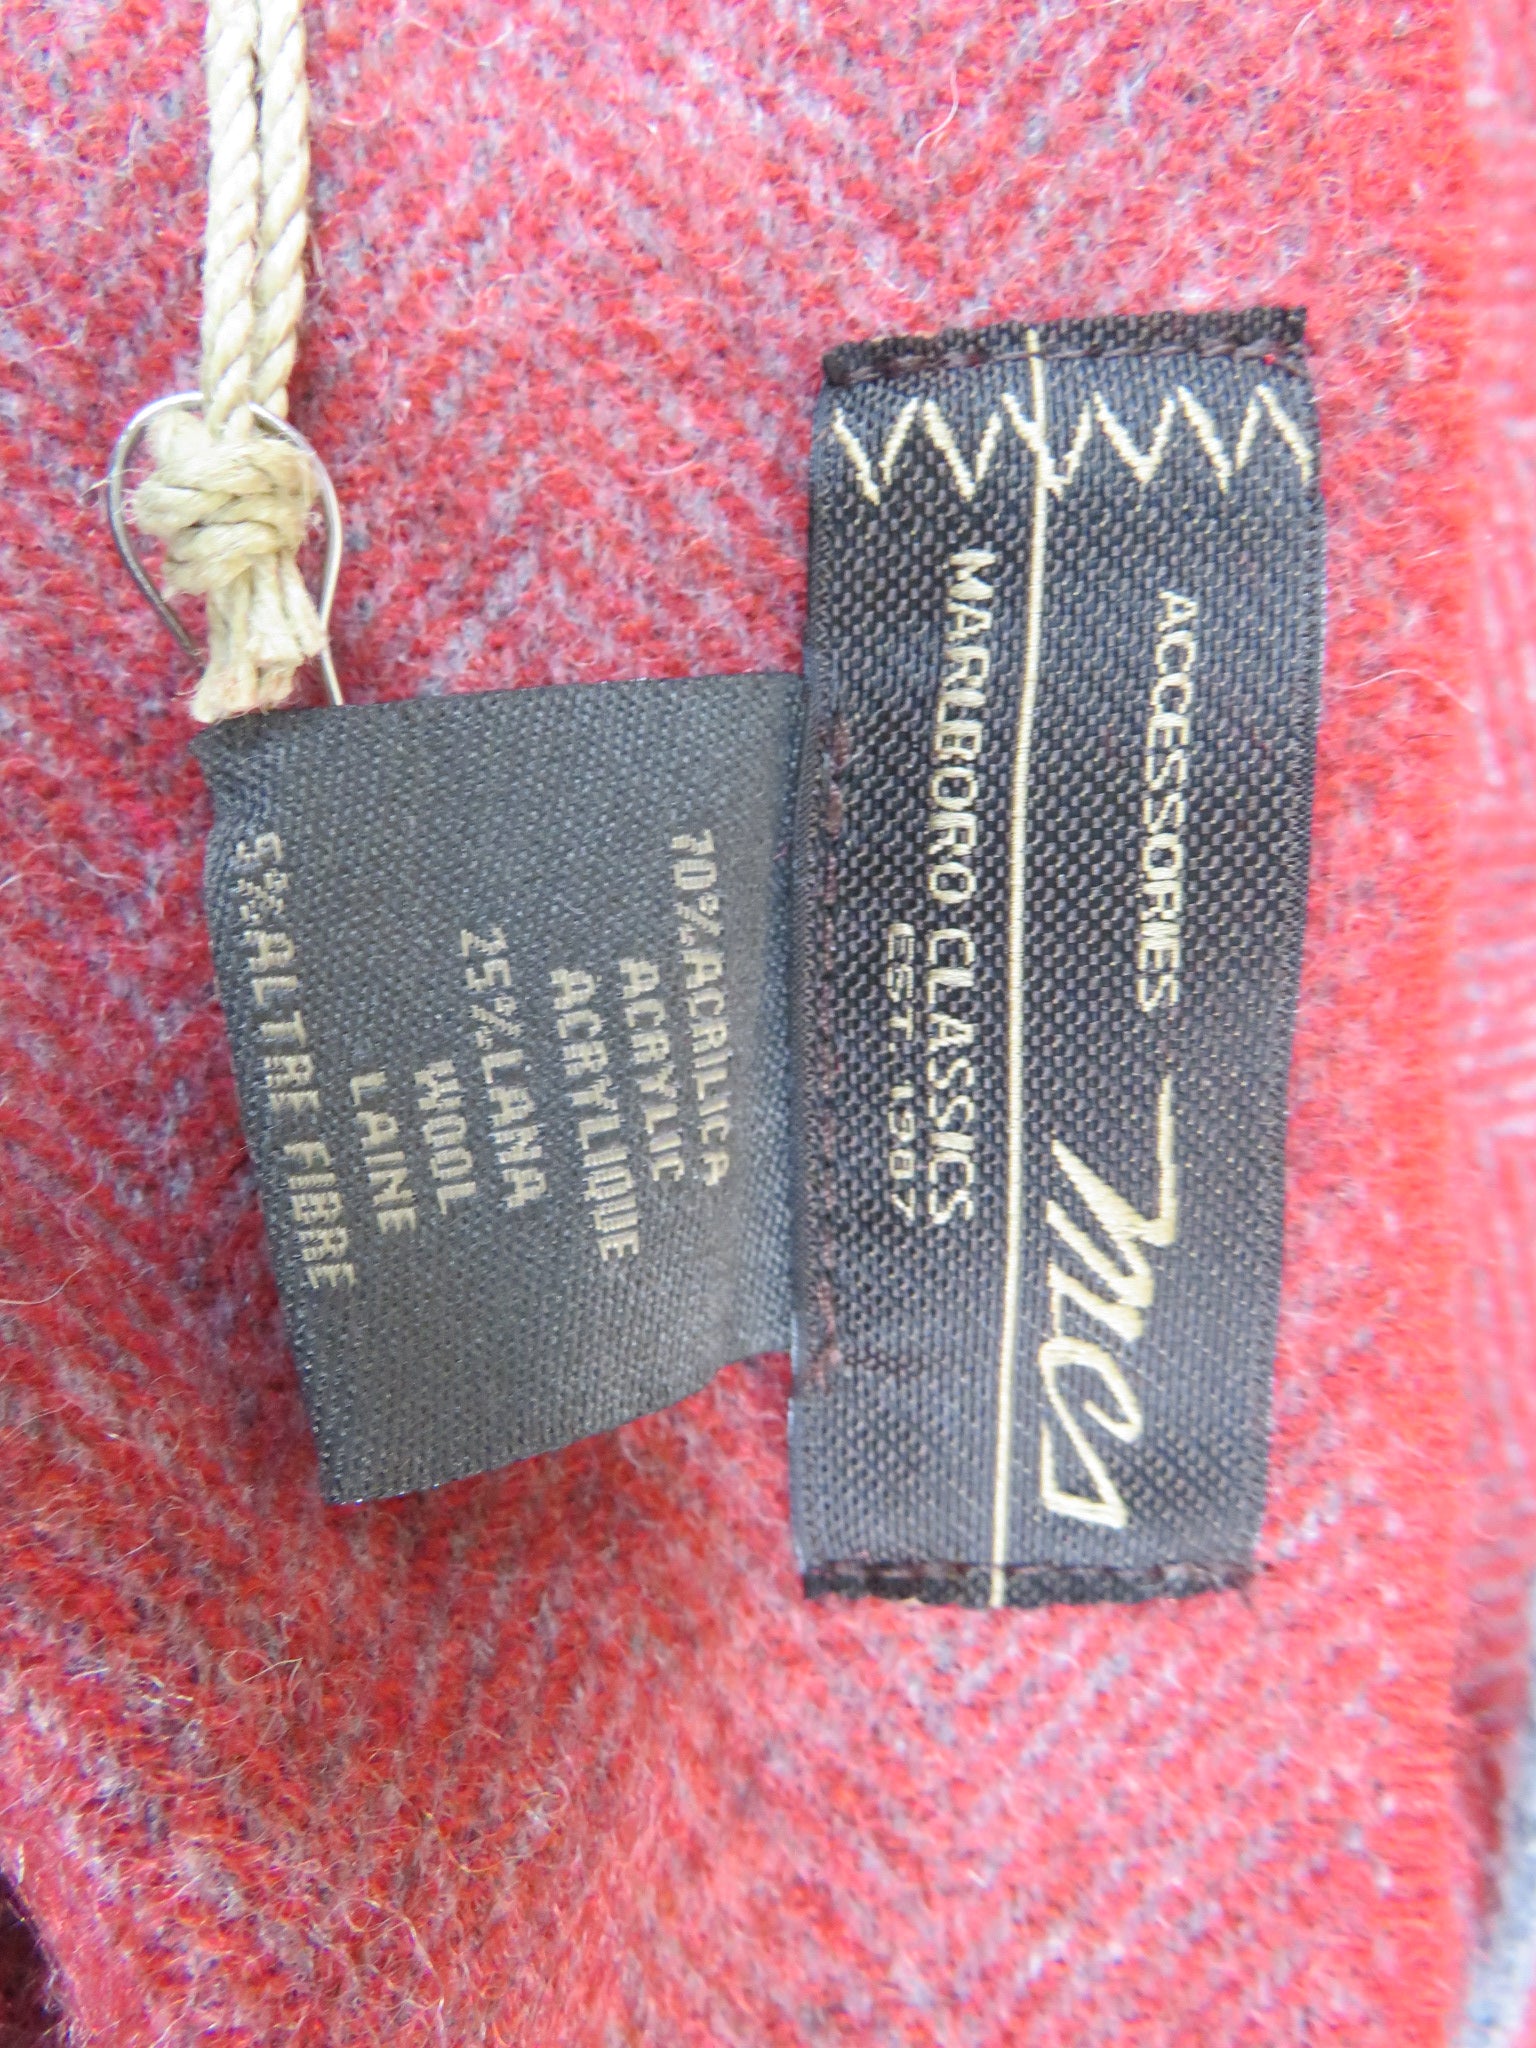 ACCESSORIES
Mcs
MARLBORO CLASSICS
EST. 1987
70% ACRILICA
ACRYLIC
ACRYLIQUE
25% LANA
WOOL
LAINE
5% ALTRE FIBRE